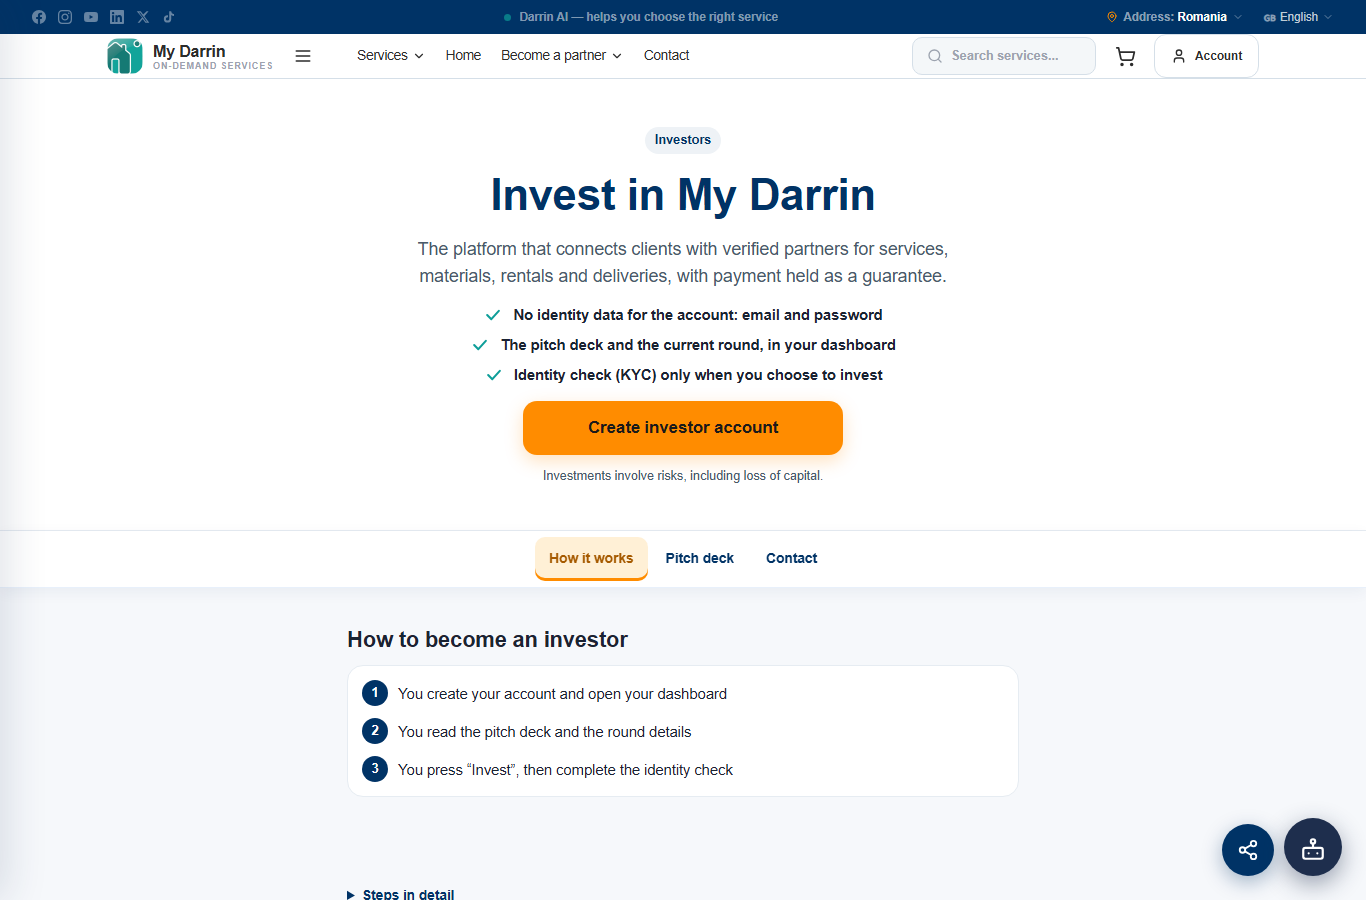 Darrin AI — helps you choose the right service
Address: Romania
GB English
My Darrin
ON-DEMAND SERVICES
Services
Home
Become a partner
Contact
Search services...
Account
Investors
Invest in My Darrin
The platform that connects clients with verified partners for services,
materials, rentals and deliveries, with payment held as a guarantee.
No identity data for the account: email and password
The pitch deck and the current round, in your dashboard
Identity check (KYC) only when you choose to invest
Create investor account
Investments involve risks, including loss of capital.
How it works
Pitch deck
Contact
How to become an investor
1 You create your account and open your dashboard
2 You read the pitch deck and the round details
3 You press “Invest”, then complete the identity check
Steps in detail